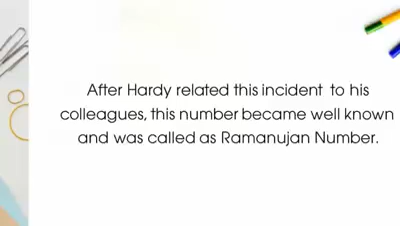 After Hardy related this incident to his
colleagues, this number became well known
and was called as Ramanujan Number.